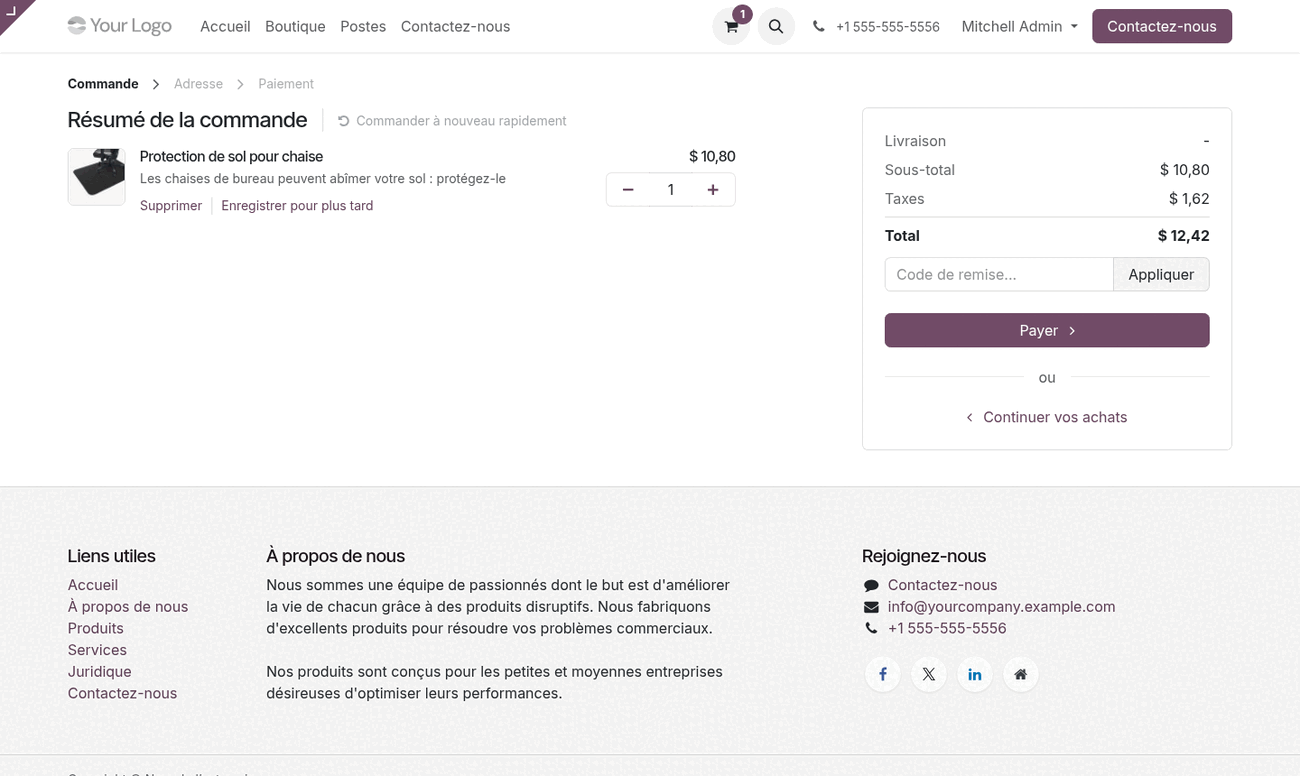 Your Logo
Accueil
Boutique
Postes
Contactez-nous
1
+1 555-555-5556
Mitchell Admin
Contactez-nous
Commande
Adresse
Paiement
Résumé de la commande
Commander à nouveau rapidement
Protection de sol pour chaise
$ 10,80
Les chaises de bureau peuvent abîmer votre sol : protégez-le
1
Supprimer
Enregistrer pour plus tard
Livraison -
Sous-total $ 10,80
Taxes $ 1,62
Total $ 12,42
Code de remise...
Appliquer
Payer
ou
Continuer vos achats
Liens utiles
Accueil
À propos de nous
Produits
Services
Juridique
Contactez-nous
À propos de nous
Nous sommes une équipe de passionnés dont le but est d'améliorer
la vie de chacun grâce à des produits disruptifs. Nous fabriquons
d'excellents produits pour résoudre vos problèmes commerciaux.
Nos produits sont conçus pour les petites et moyennes entreprises
désireuses d'optimiser leurs performances.
Rejoignez-nous
Contactez-nous
info@yourcompany.example.com
+1 555-555-5556